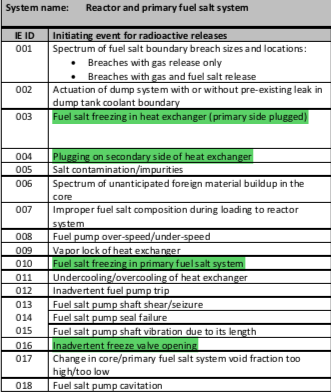 System name: Reactor and primary fuel salt system
IE ID Initiating event for radioactive releases
001 Spectrum of fuel salt boundary breach sizes and locations:
• Breaches with gas release only
• Breaches with gas and fuel salt release
002 Actuation of dump system with or without pre-existing leak in
dump tank coolant boundary
003 Fuel salt freezing in heat exchanger (primary side plugged)
004 Plugging on secondary side of heat exchanger
005 Salt contamination/impurities
006 Spectrum of unanticipated foreign material buildup in the
core
007 Improper fuel salt composition during loading to reactor
system
008 Fuel pump over-speed/under-speed
009 Vapor lock of heat exchanger
010 Fuel salt freezing in primary fuel salt system
011 Undercooling/overcooling of heat exchanger
012 Inadvertent fuel pump trip
013 Fuel salt pump shaft shear/seizure
014 Fuel salt pump seal failure
015 Fuel salt pump shaft vibration due to its length
016 Inadvertent freeze valve opening
017 Change in core/primary fuel salt system void fraction too
high/too low
018 Fuel salt pump cavitation